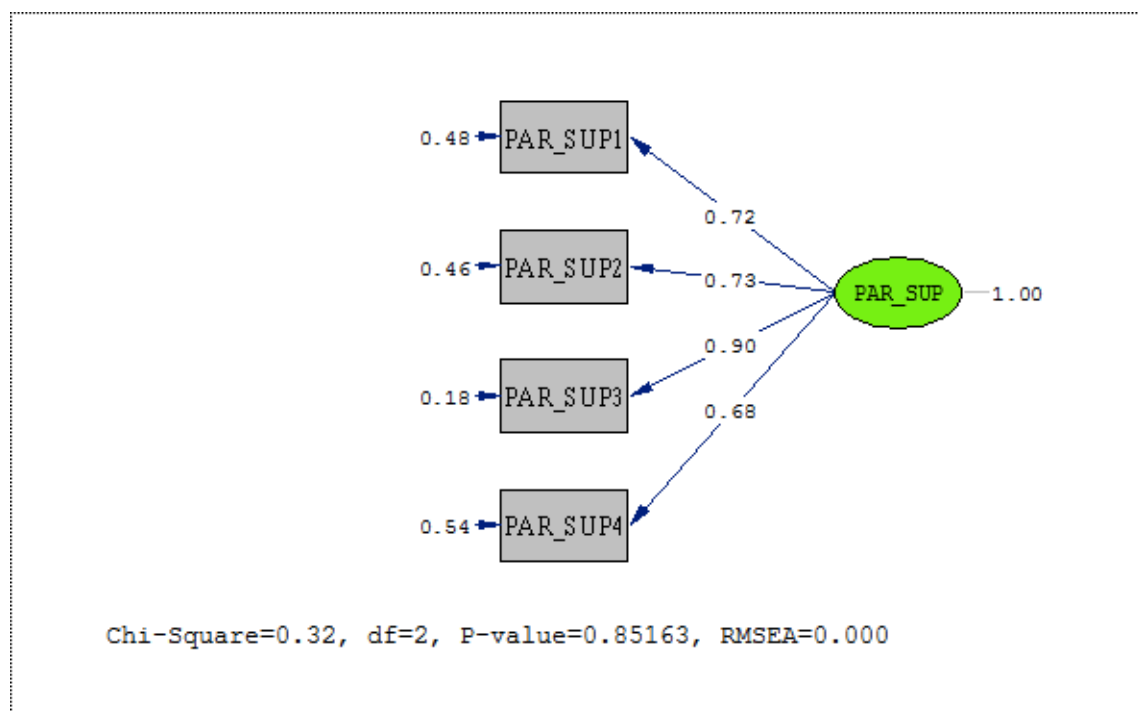 0.48 PAR_SUP1
0.72
0.46 PAR_SUP2
0.73
PAR_SUP 1.00
0.90
0.18 PAR_SUP3
0.68
0.54 PAR_SUP4
Chi-Square=0.32, df=2, P-value=0.85163, RMSEA=0.000